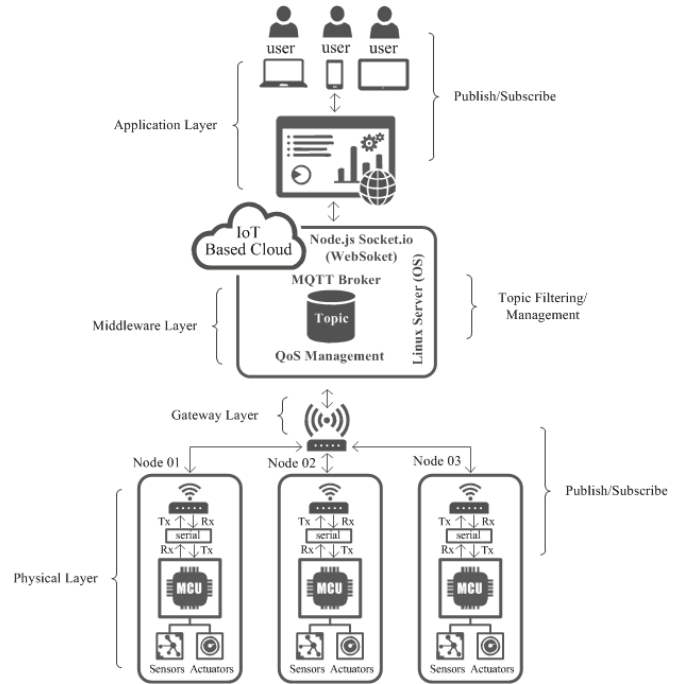 user user user
Publish/Subscribe
Application Layer
IoT
Based Cloud
Node.js Socket.io
(WebSoket)
MQTT Broker
Topic
QoS Management
Linux Server (OS)
Topic Filtering/
Management
Middleware Layer
Gateway Layer
Node 01 Node 02 Node 03
Publish/Subscribe
Physical Layer
Tx Rx
serial
Rx Tx
MCU
Sensors Actuators
Tx Rx
serial
Rx Tx
MCU
Sensors Actuators
Tx Rx
serial
Rx Tx
MCU
Sensors Actuators